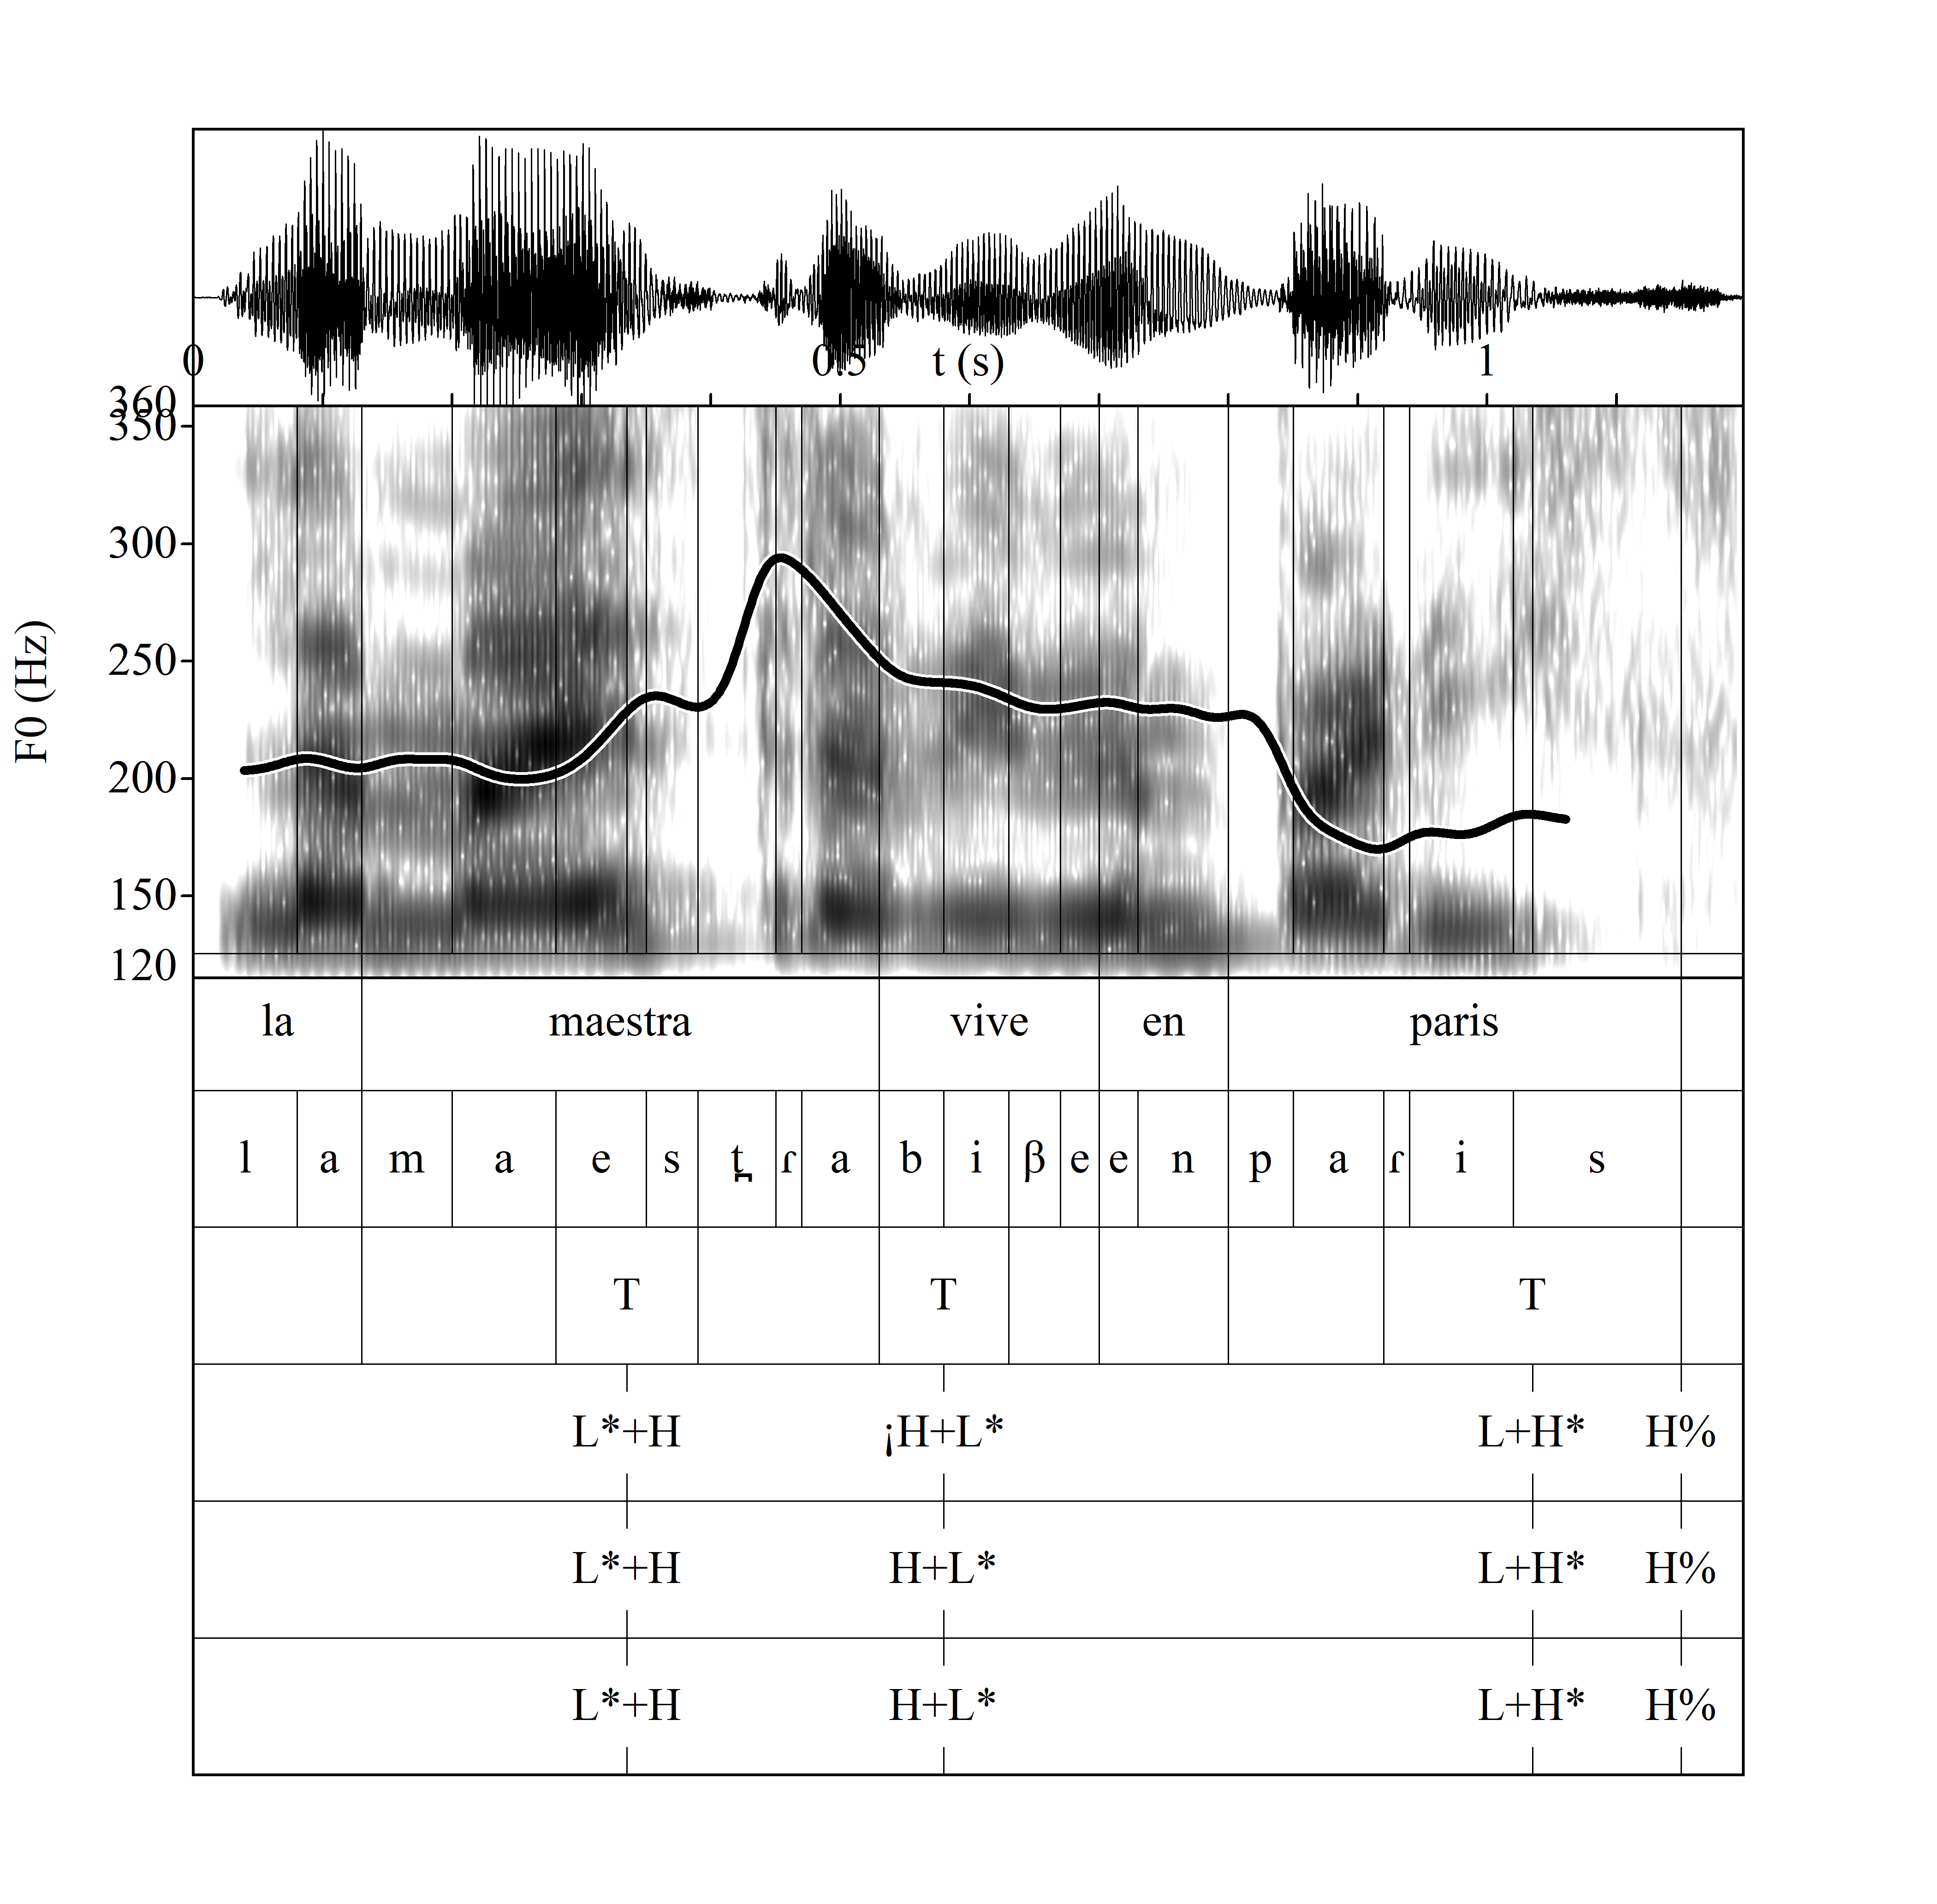 0 0.5 t (s) 1
360
350
300
250
200
150
120
F0 (Hz)
la maestra vive en paris
l a m a e s t̪ ɾ a b i β e e n p a ɾ i s
T T T
L*+H ¡H+L* L+H* H%
L*+H H+L* L+H* H%
L*+H H+L* L+H* H%